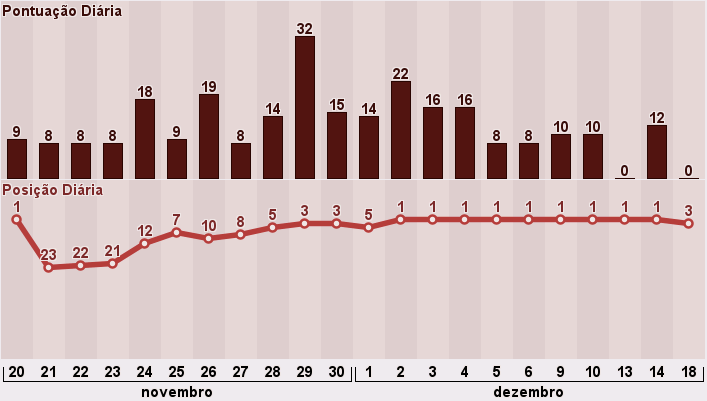 Pontuação Diária
9 8 8 8 18 9 19 8 14 32 15 14 22 16 16 8 8 10 10 0 12 0
Posição Diária
1 23 22 21 12 7 10 8 5 3 3 5 1 1 1 1 1 1 1 1 1 3
20 21 22 23 24 25 26 27 28 29 30 1 2 3 4 5 6 9 10 13 14 18
novembro dezembro